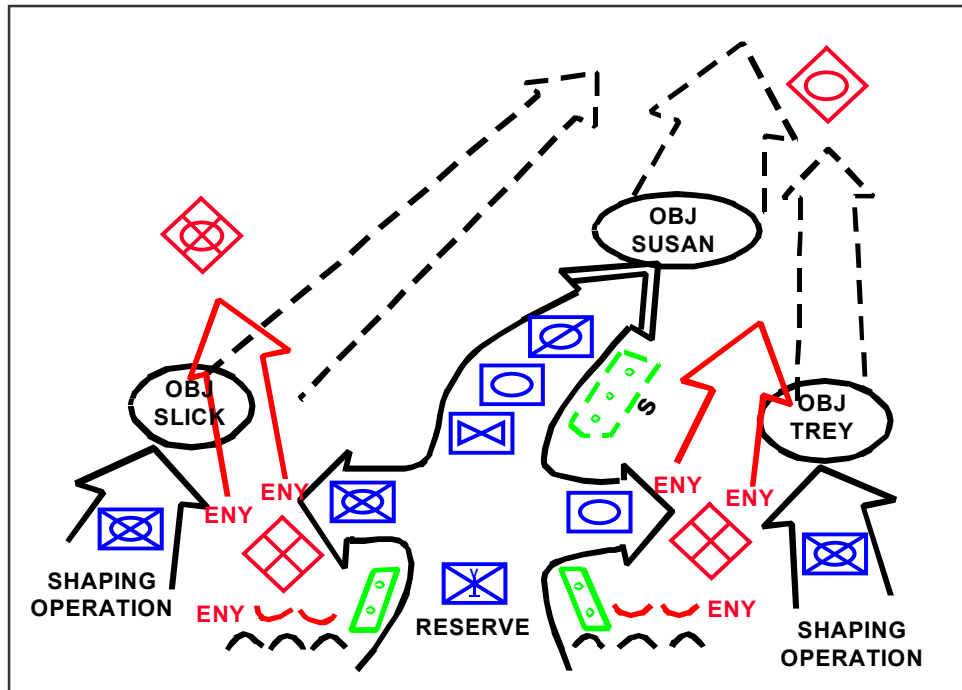 OBJ
SUSAN
OBJ
SLICK
OBJ
TREY
S
ENY
ENY
ENY
ENY
SHAPING
OPERATION
ENY
RESERVE
ENY
SHAPING
OPERATION